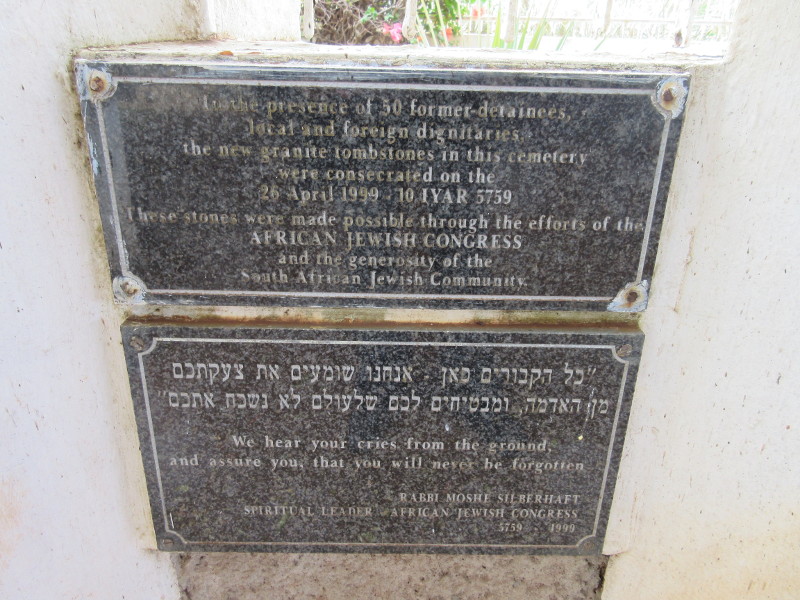 In the presence of 50 former-detainees,
local and foreign dignitaries,
the new granite tombstones in this cemetery
were consecrated on the
26 April 1999 10 IYAR 5759
These stones were made possible through the efforts of the
AFRICAN JEWISH CONGRESS
and the generosity of the
South African Jewish Community.
"כל הקבורים כאן - אנחנו שומעים את צעקתכם
מן האדמה, ומבטיחים לכם שלעולם לא נשכח אתכם"
We hear your cries from the ground,
and assure you, that you will never be forgotten
RABBI MOSHE SILBERHAFT
SPIRITUAL LEADER - AFRICAN JEWISH CONGRESS
5759 1999